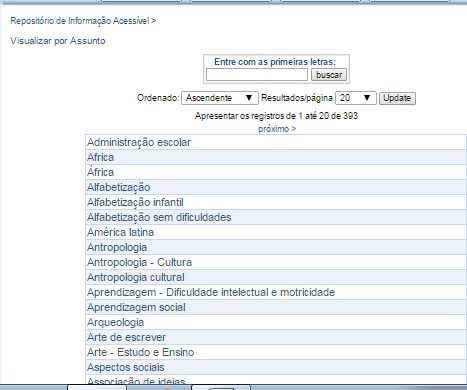 Repositório de Informação Acessível >
Visualizar por Assunto
Entre com as primeiras letras:
buscar
Ordenado: Ascendente Resultados/página 20 Update
Apresentar os registros de 1 até 20 de 393
próximo >
Administração escolar
Africa
África
Alfabetização
Alfabetização infantil
Alfabetização sem dificuldades
América latina
Antropologia
Antropologia - Cultura
Antropologia cultural
Aprendizagem - Dificuldade intelectual e motricidade
Aprendizagem social
Arqueologia
Arte de escrever
Arte - Estudo e Ensino
Aspectos sociais
Associação de ideias